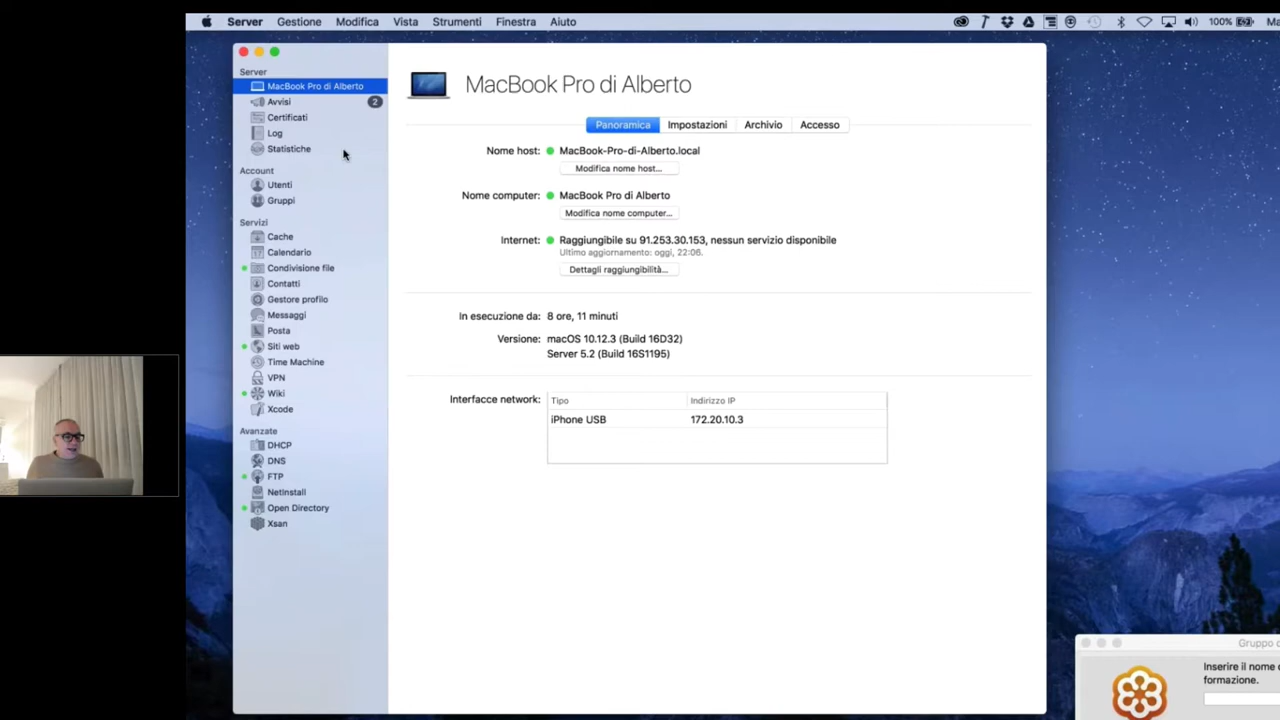 Server Gestione Modifica Vista Strumenti Finestra Aiuto 100%
Server
MacBook Pro di Alberto
Avvisi 2
Certificati
Log
Statistiche
Account
Utenti
Gruppi
Servizi
Cache
Calendario
Condivisione file
Contatti
Gestore profilo
Messaggi
Posta
Siti web
Time Machine
VPN
Wiki
Xcode
Avanzate
DHCP
DNS
FTP
NetInstall
Open Directory
Xsan
MacBook Pro di Alberto
Panoramica Impostazioni Archivio Accesso
Nome host: MacBook-Pro-di-Alberto.local
Modifica nome host...
Nome computer: MacBook Pro di Alberto
Modifica nome computer...
Internet: Raggiungibile su 91.253.30.153, nessun servizio disponibile
Ultimo aggiornamento: oggi, 22:06.
Dettagli raggiungibilità...
In esecuzione da: 8 ore, 11 minuti
Versione: macOS 10.12.3 (Build 16D32)
Server 5.2 (Build 16S1195)
Interfacce network: Tipo Indirizzo IP
iPhone USB 172.20.10.3
Gruppo
Inserire il nome
formazione.